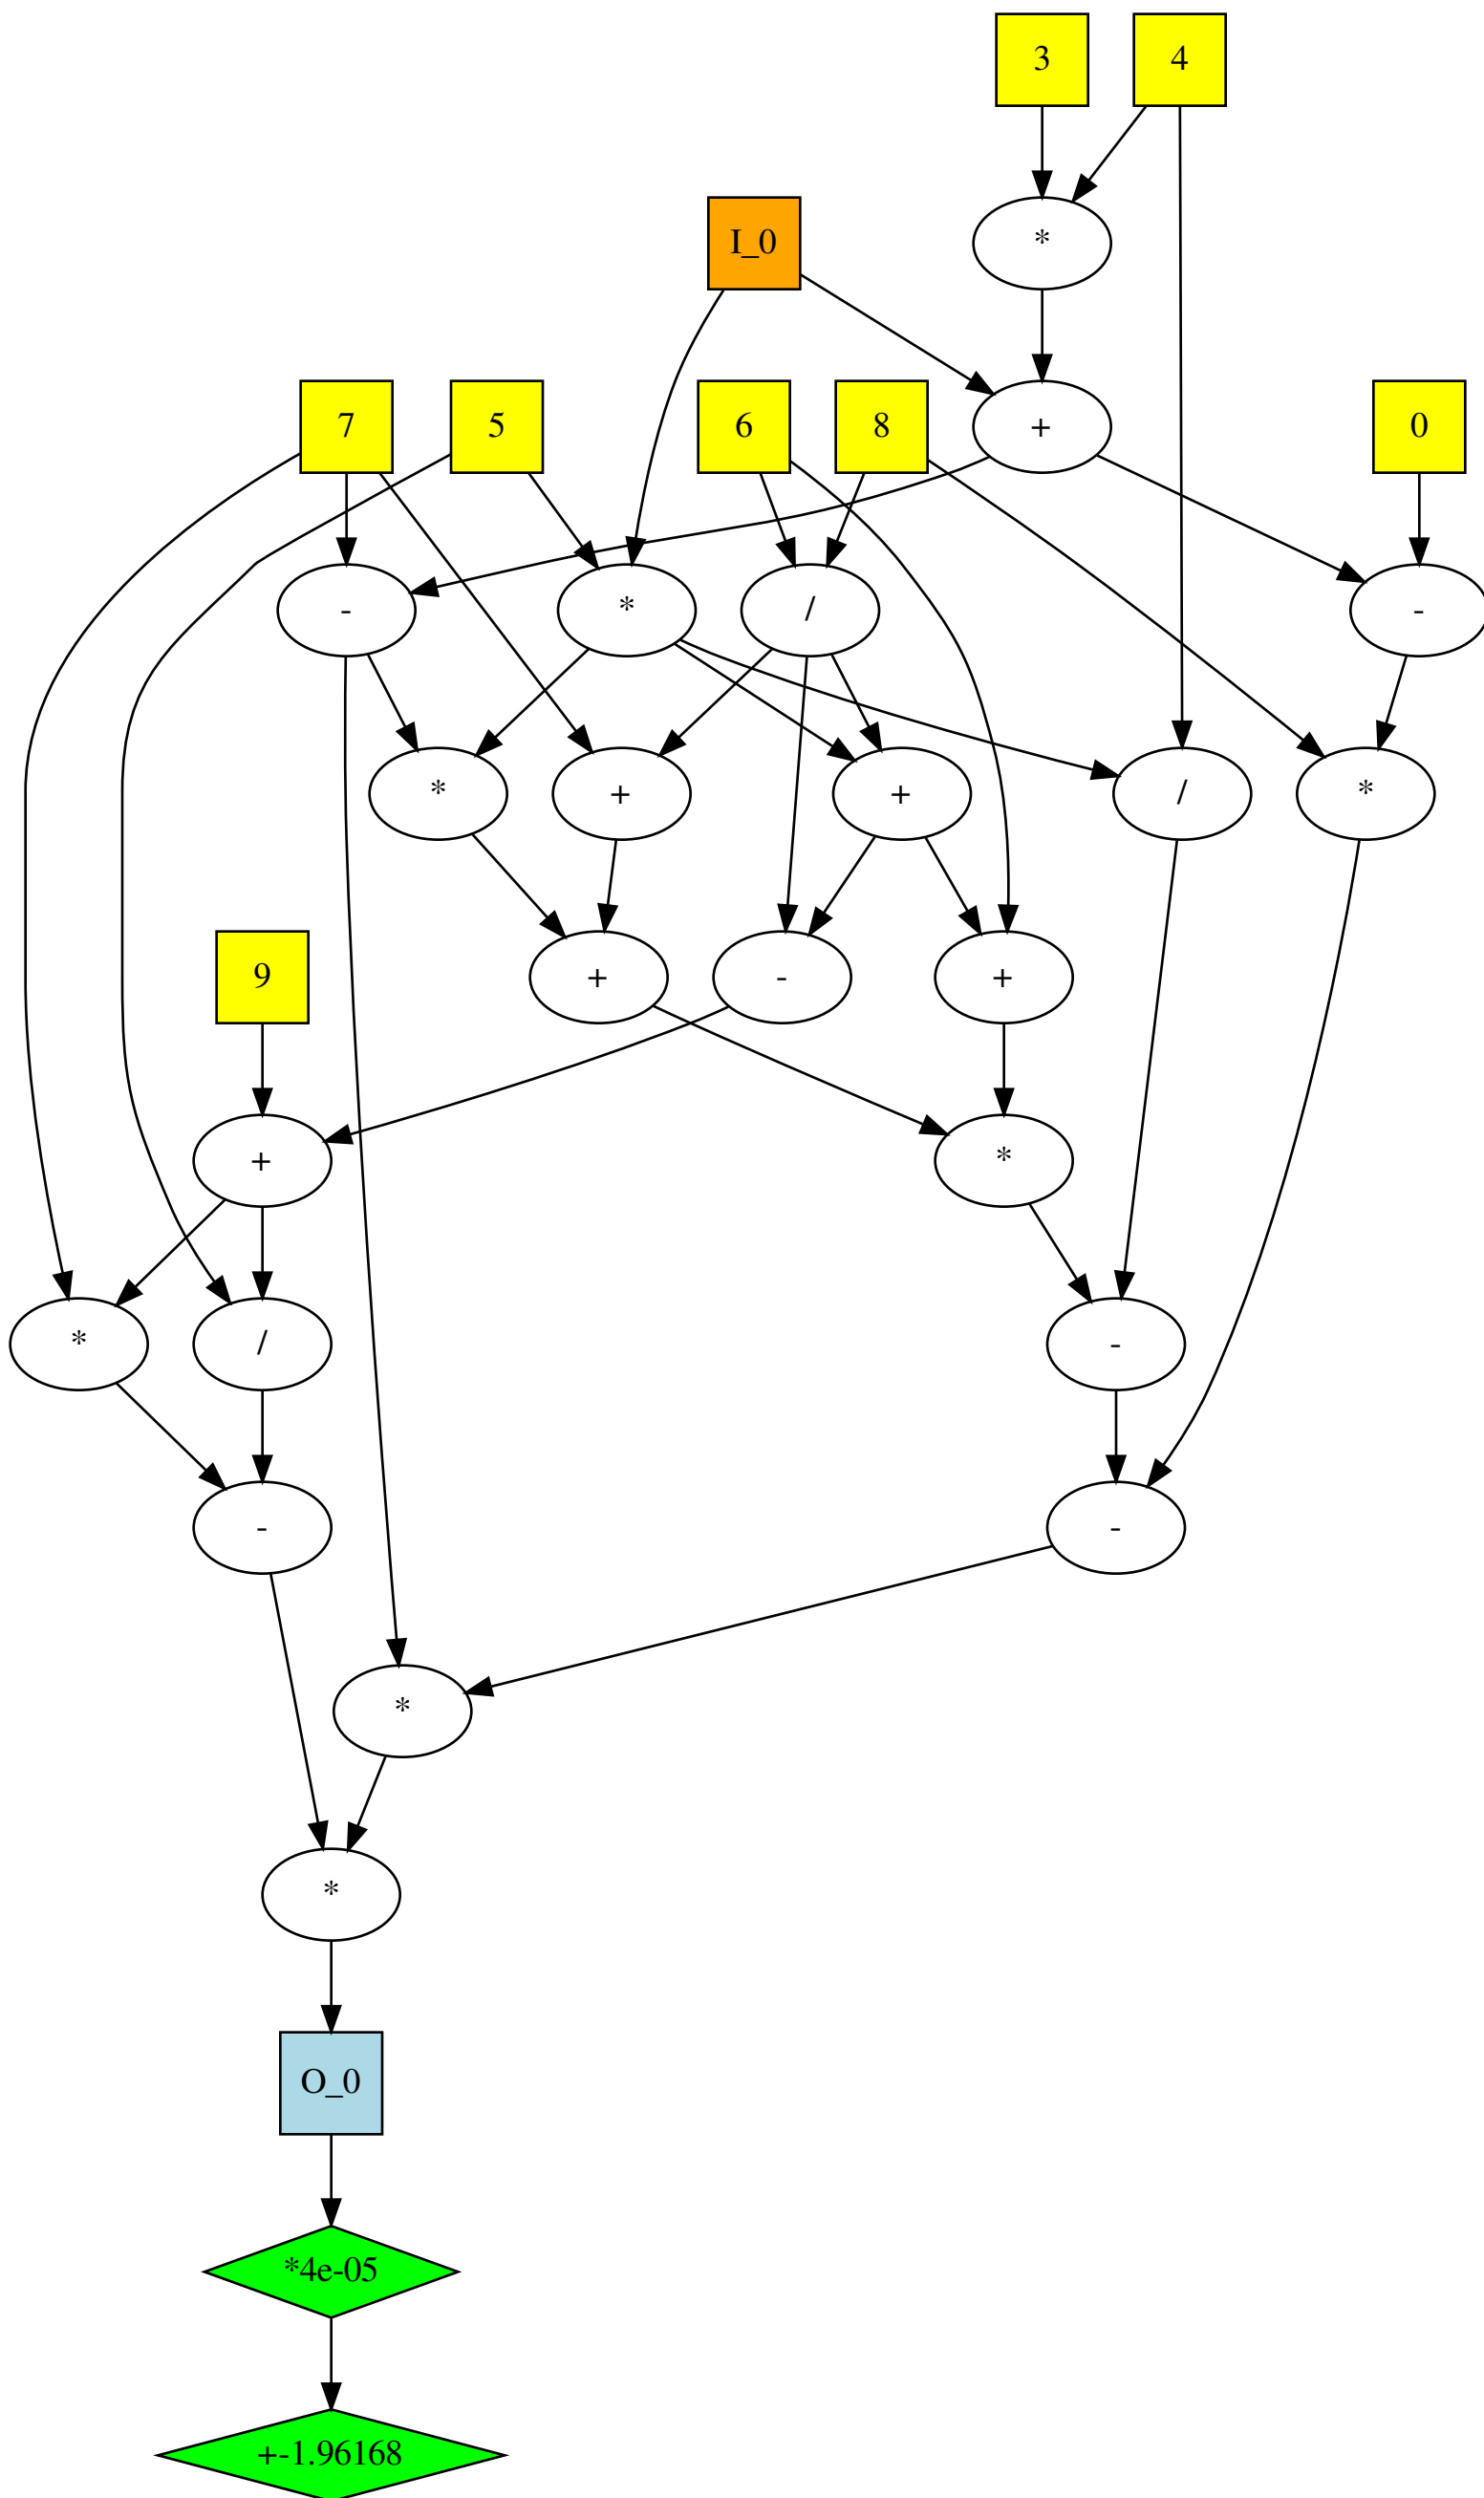 3 4
*
I_0
7 5 6 8 + 0
- * / -
* + + / *
9 + - +
+ *
* / -
- -
*
*
O_0
*4e-05
+-1.96168